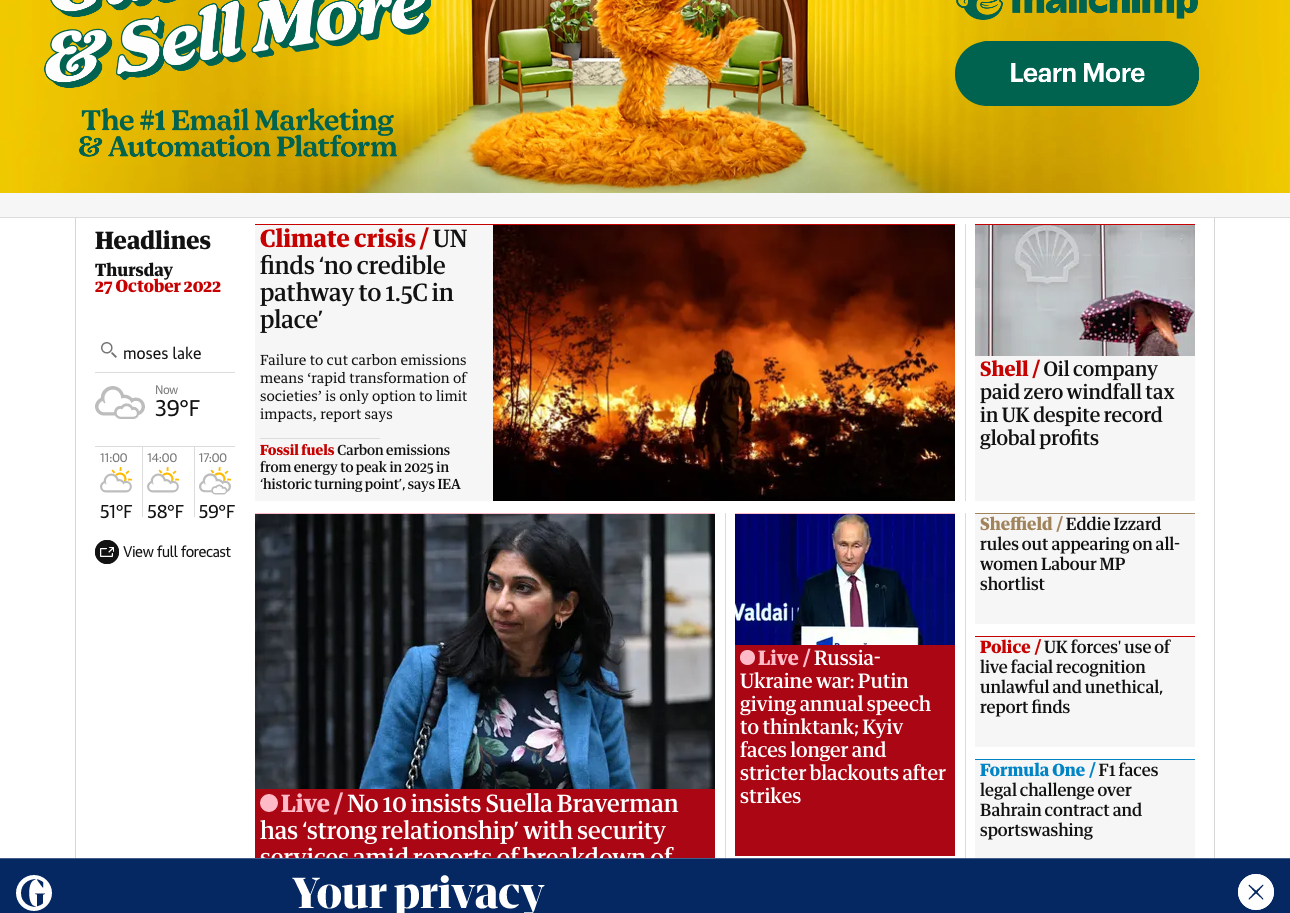 & Sell More
The #1 Email Marketing
& Automation Platform
mailchimp
Learn More
Headlines
Thursday
27 October 2022
moses lake
Now
39°F
11:00
14:00
17:00
51°F
58°F
59°F
View full forecast
Climate crisis / UN
finds ‘no credible
pathway to 1.5C in
place’
Failure to cut carbon emissions
means ‘rapid transformation of
societies’ is only option to limit
impacts, report says
Fossil fuels Carbon emissions
from energy to peak in 2025 in
‘historic turning point’, says IEA
Shell / Oil company
paid zero windfall tax
in UK despite record
global profits
Live / No 10 insists Suella Braverman
has ‘strong relationship’ with security
services amid reports of breakdown of
Valdai
Live / Russia-
Ukraine war: Putin
giving annual speech
to thinktank; Kyiv
faces longer and
stricter blackouts after
strikes
Sheffield / Eddie Izzard
rules out appearing on all-
women Labour MP
shortlist
Police / UK forces' use of
live facial recognition
unlawful and unethical,
report finds
Formula One / F1 faces
legal challenge over
Bahrain contract and
sportswashing
G
Your privacy